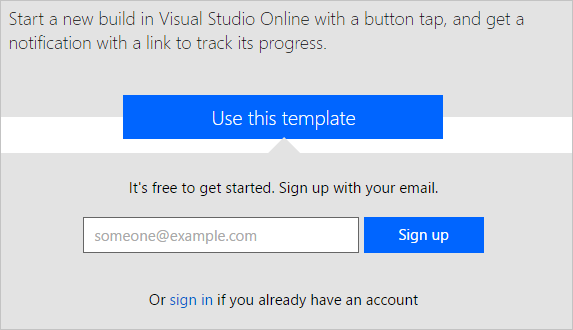 Start a new build in Visual Studio Online with a button tap, and get a
notification with a link to track its progress.
Use this template
It's free to get started. Sign up with your email.
someone@example.com
Sign up
Or sign in if you already have an account